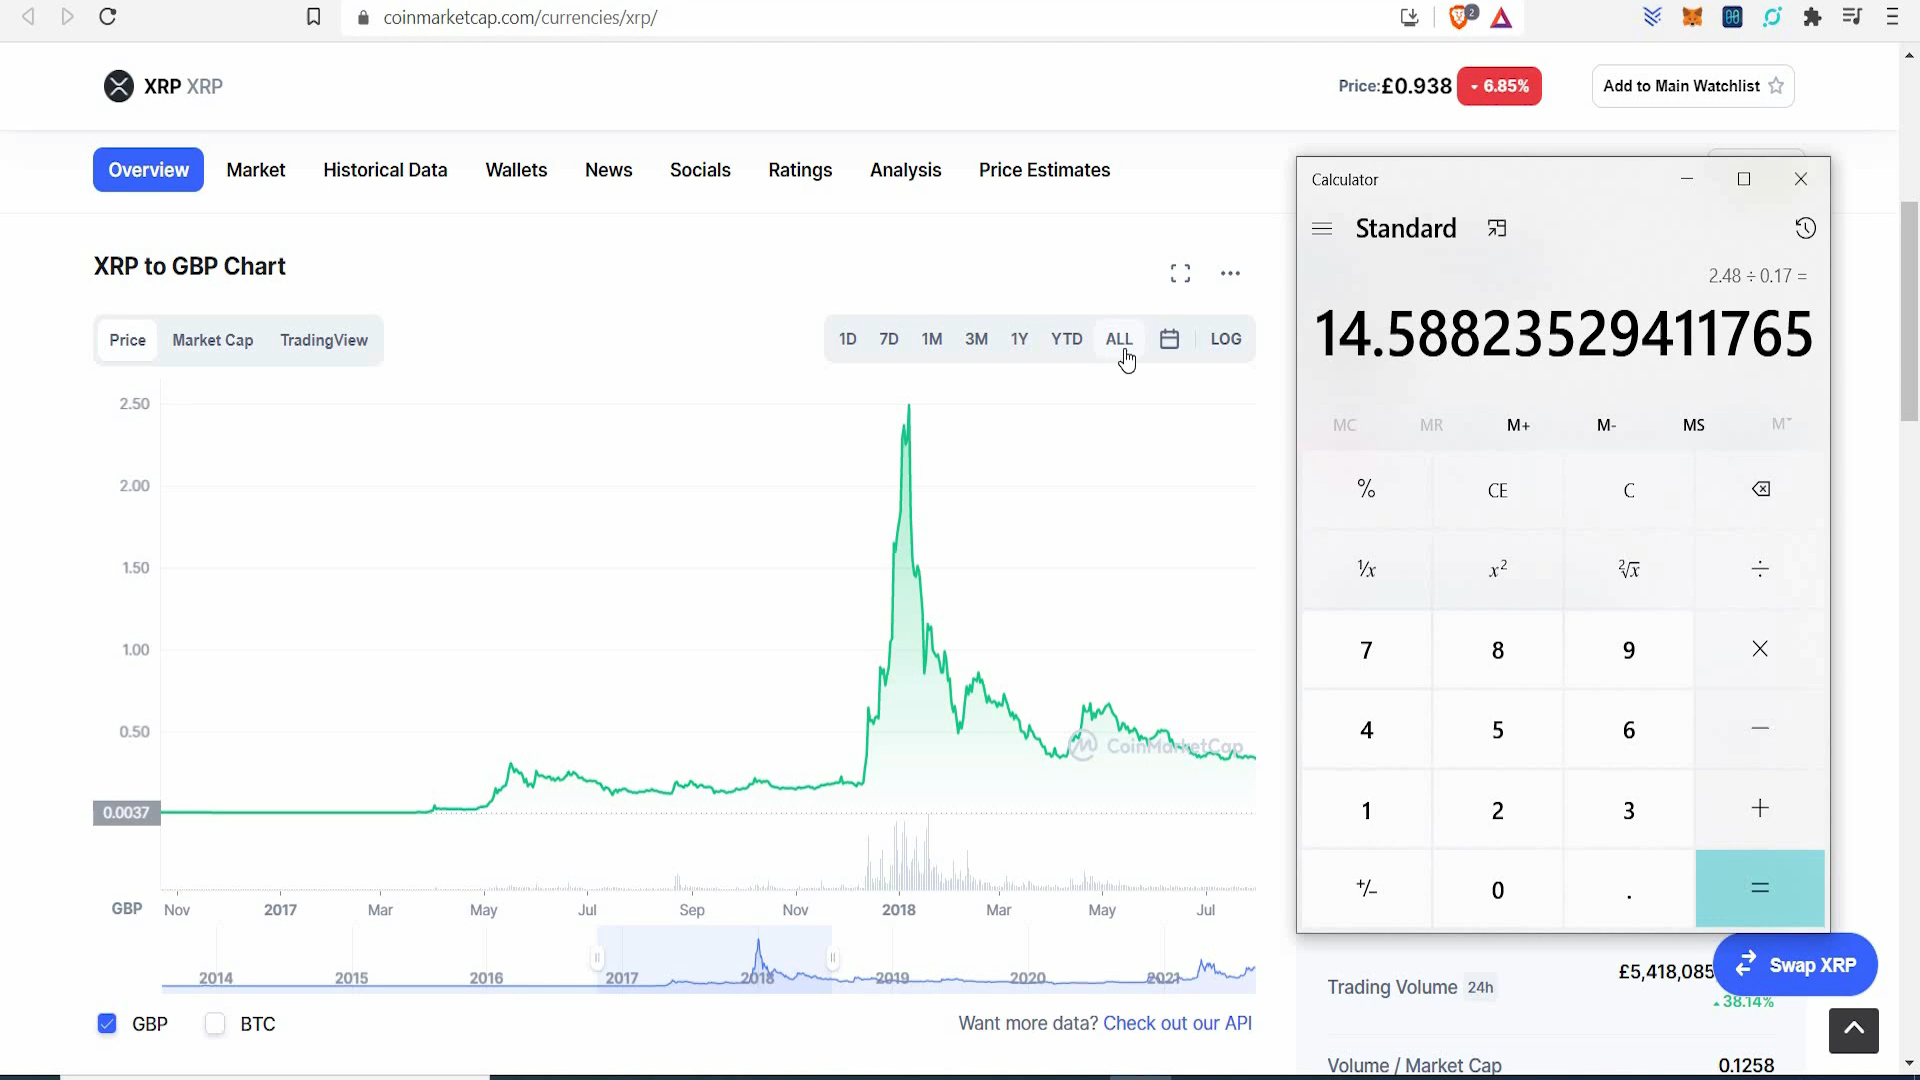 coinmarketcap.com/currencies/xrp/
2
XRP XRP
Price:£0.938
6.85%
Add to Main Watchlist
Overview
Market
Historical Data
Wallets
News
Socials
Ratings
Analysis
Price Estimates
XRP to GBP Chart
Price
Market Cap
TradingView
1D
7D
1M
3M
1Y
YTD
ALL
LOG
2.50
2.00
1.50
1.00
0.50
0.0037
CoinMarketCap
GBP
Nov
2017
Mar
May
Jul
Sep
Nov
2018
Mar
May
Jul
2014
2015
2016
2017
2018
2019
2020
2021
GBP
BTC
Want more data? Check out our API
Calculator
Standard
2.48 ÷ 0.17 =
14.58823529411765
MC
MR
M+
M-
MS
M˅
%
CE
C
¹/x
x²
²√x
÷
7
8
9
×
4
5
6
−
1
2
3
+
+/−
0
.
=
Trading Volume 24h
£5,418,085
38.14%
Swap XRP
Volume / Market Cap
0.1258